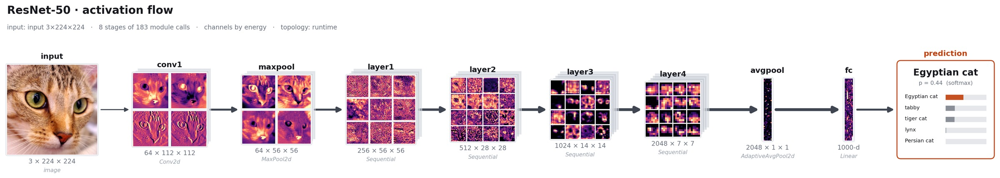 ResNet-50 · activation flow
input: input 3×224×224 · 8 stages of 183 module calls · channels by energy · topology: runtime
input
3 × 224 × 224
image
conv1
64 × 112 × 112
Conv2d
maxpool
64 × 56 × 56
MaxPool2d
layer1
256 × 56 × 56
Sequential
layer2
512 × 28 × 28
Sequential
layer3
1024 × 14 × 14
Sequential
layer4
2048 × 7 × 7
Sequential
avgpool
2048 × 1 × 1
AdaptiveAvgPool2d
fc
1000-d
Linear
prediction
Egyptian cat
p = 0.44 (softmax)
Egyptian cat
tabby
tiger cat
lynx
Persian cat